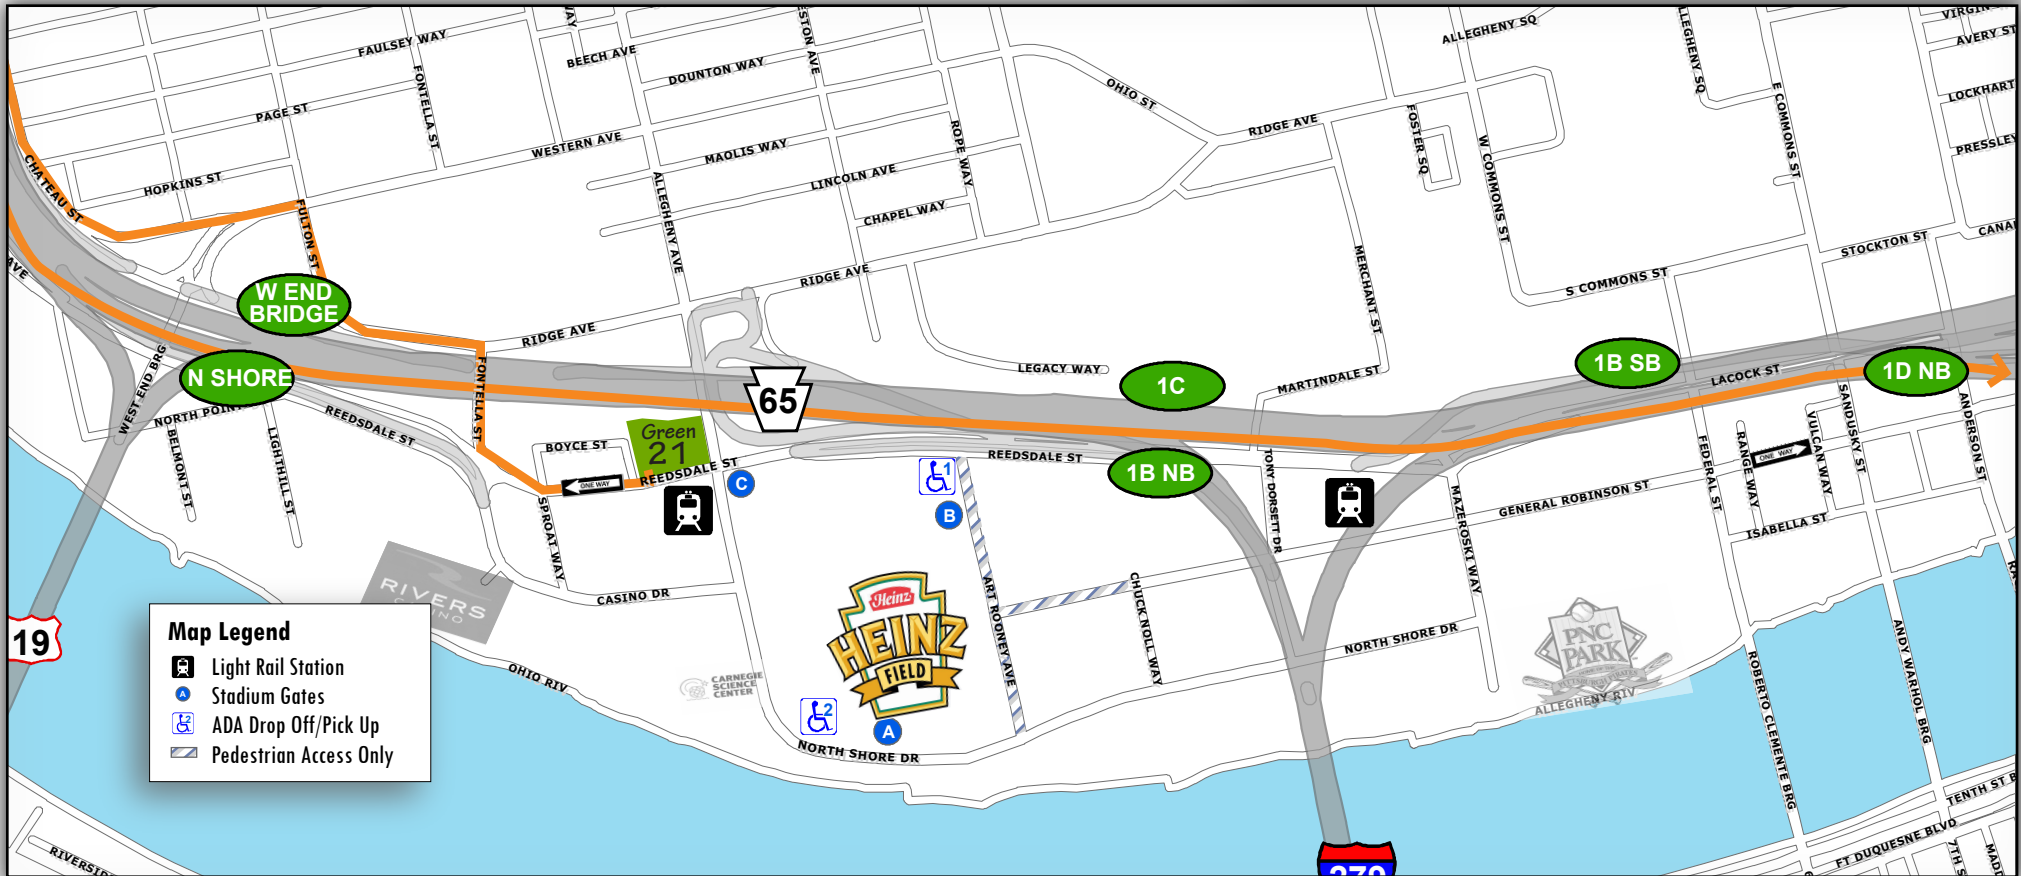 FAULSEY WAY
BEECH AVE
DOUNTON WAY
ALLEGHENY SQ
AVERY ST
LOCKHART
PRESSLEY
PAGE ST
FONTELLA ST
WESTERN AVE
MAOLIS WAY
LINCOLN AVE
CHAPEL WAY
ROPE WAY
OHIO ST
RIDGE AVE
FOSTER SQ
W COMMONS ST
E COMMONS ST
HOPKINS ST
CHATEAU ST
FULTON ST
ALLEGHENY AVE
RIDGE AVE
MERCHANT ST
S COMMONS ST
STOCKTON ST
CANAL
AVE
W END
BRIDGE
RIDGE AVE
N SHORE
WEST END BRG
NORTH POIN
REEDSDALE ST
BELMONT ST
LIGHTHILL ST
FONTELLA ST
65
LEGACY WAY
1C
MARTINDALE ST
1B SB
LACOCK ST
1D NB
BOYCE ST
Green
21
REEDSDALE ST
ONE WAY
C
1
B
REEDSDALE ST
1B NB
TONY DORSETT DR
MAZEROSKI WAY
GENERAL ROBINSON ST
FEDERAL ST
RANGE WAY
ONE WAY
VULCAN WAY
SANDUSKY ST
ANDERSON ST
ISABELLA ST
SPROAT WAY
CASINO DR
RIVERS
CASINO
Heinz
HEINZ
FIELD
ART ROONEY AVE
CHUCK NOLL WAY
NORTH SHORE DR
PNC
PARK
PITTSBURGH PIRATES
ALLEGHENY RIV
CARNEGIE
SCIENCE
CENTER
2
A
NORTH SHORE DR
OHIO RIV
19
Map Legend
Light Rail Station
A
Stadium Gates
2
ADA Drop Off/Pick Up
Pedestrian Access Only
ROBERTO CLEMENTE BRG
ANDY WARHOL BRG
TENTH ST B
FT DUQUESNE BLVD
7TH S
MAD
RIVERSID
279